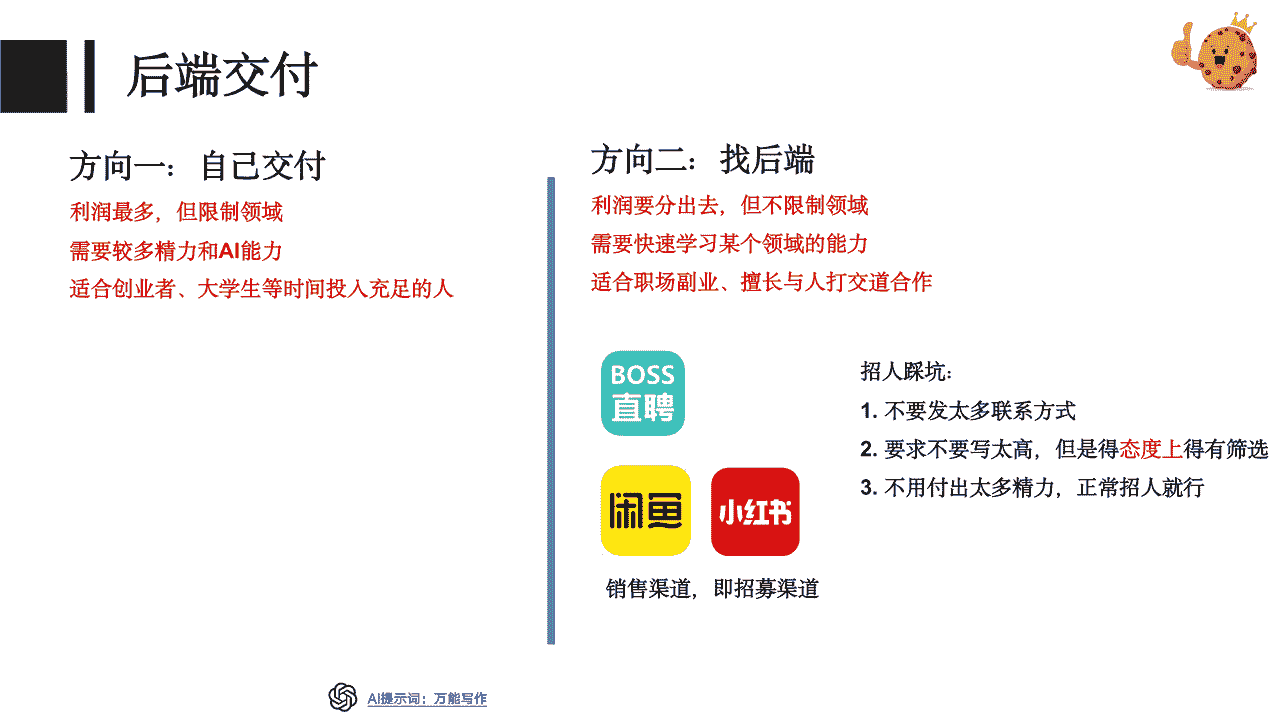 后端交付
方向一：自己交付
利润最多，但限制领域
需要较多精力和AI能力
适合创业者、大学生等时间投入充足的人
方向二：找后端
利润要分出去，但不限制领域
需要快速学习某个领域的能力
适合职场副业、擅长与人打交道合作
BOSS
直聘
闲鱼
小红书
销售渠道，即招募渠道
招人踩坑：
1. 不要发太多联系方式
2. 要求不要写太高，但是得态度上得有筛选
3. 不用付出太多精力，正常招人就行
AI提示词：万能写作